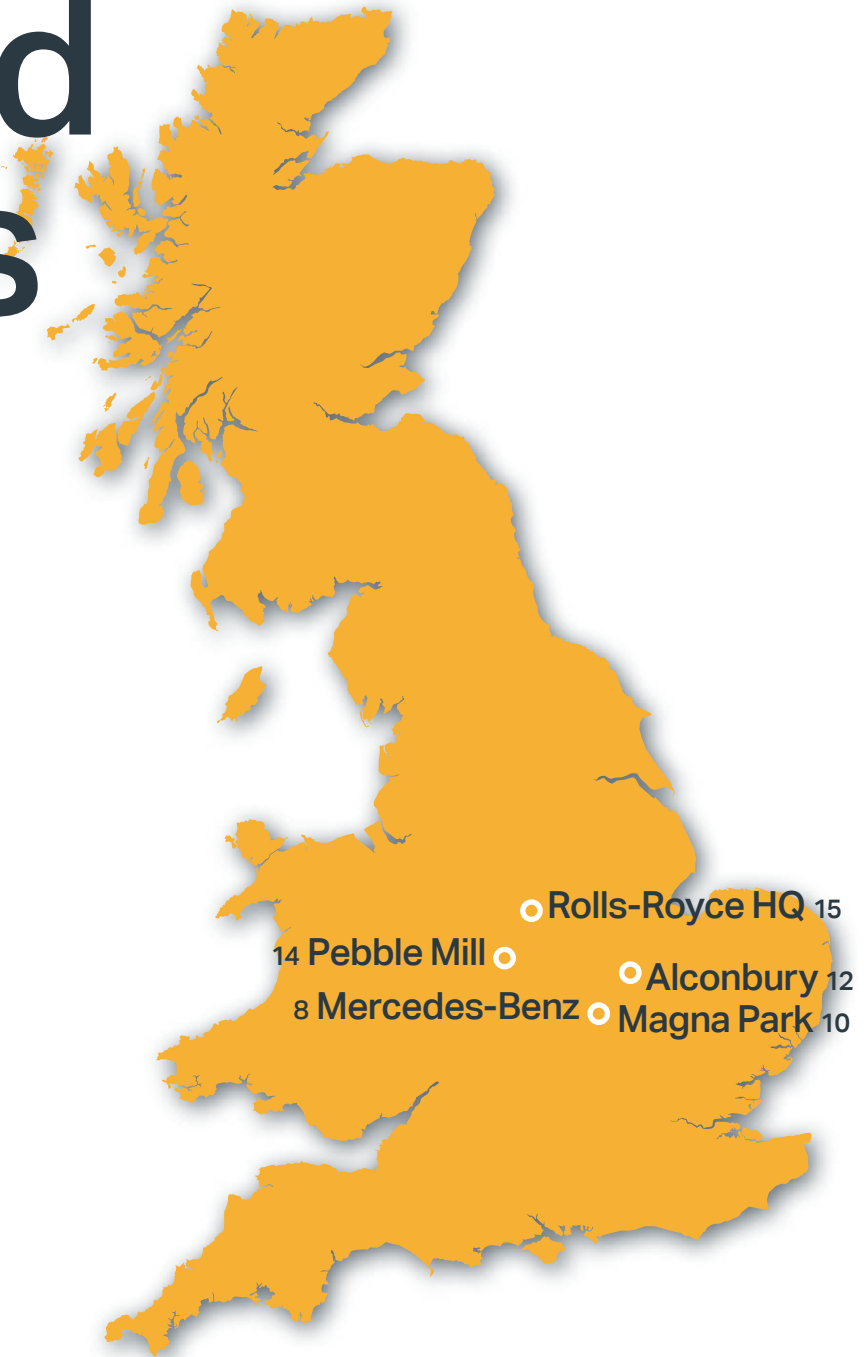 d
s
Rolls-Royce HQ 15
14 Pebble Mill
Alconbury 12
8 Mercedes-Benz
Magna Park 10